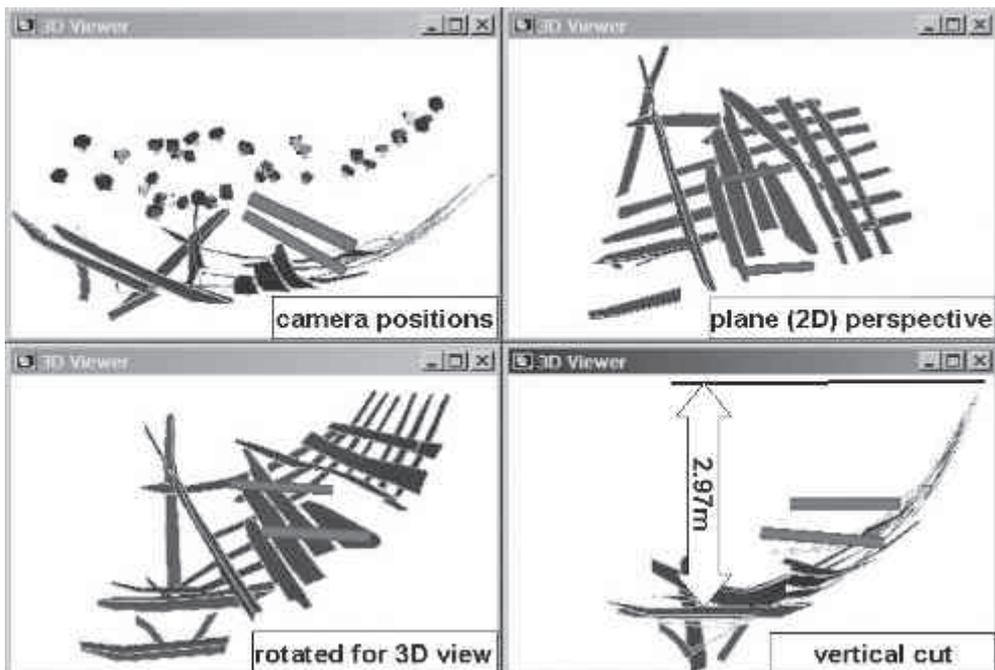 3D Viewer
3D Viewer
camera positions
plane (2D) perspective
3D Viewer
3D Viewer
2.97m
rotated for 3D view
vertical cut